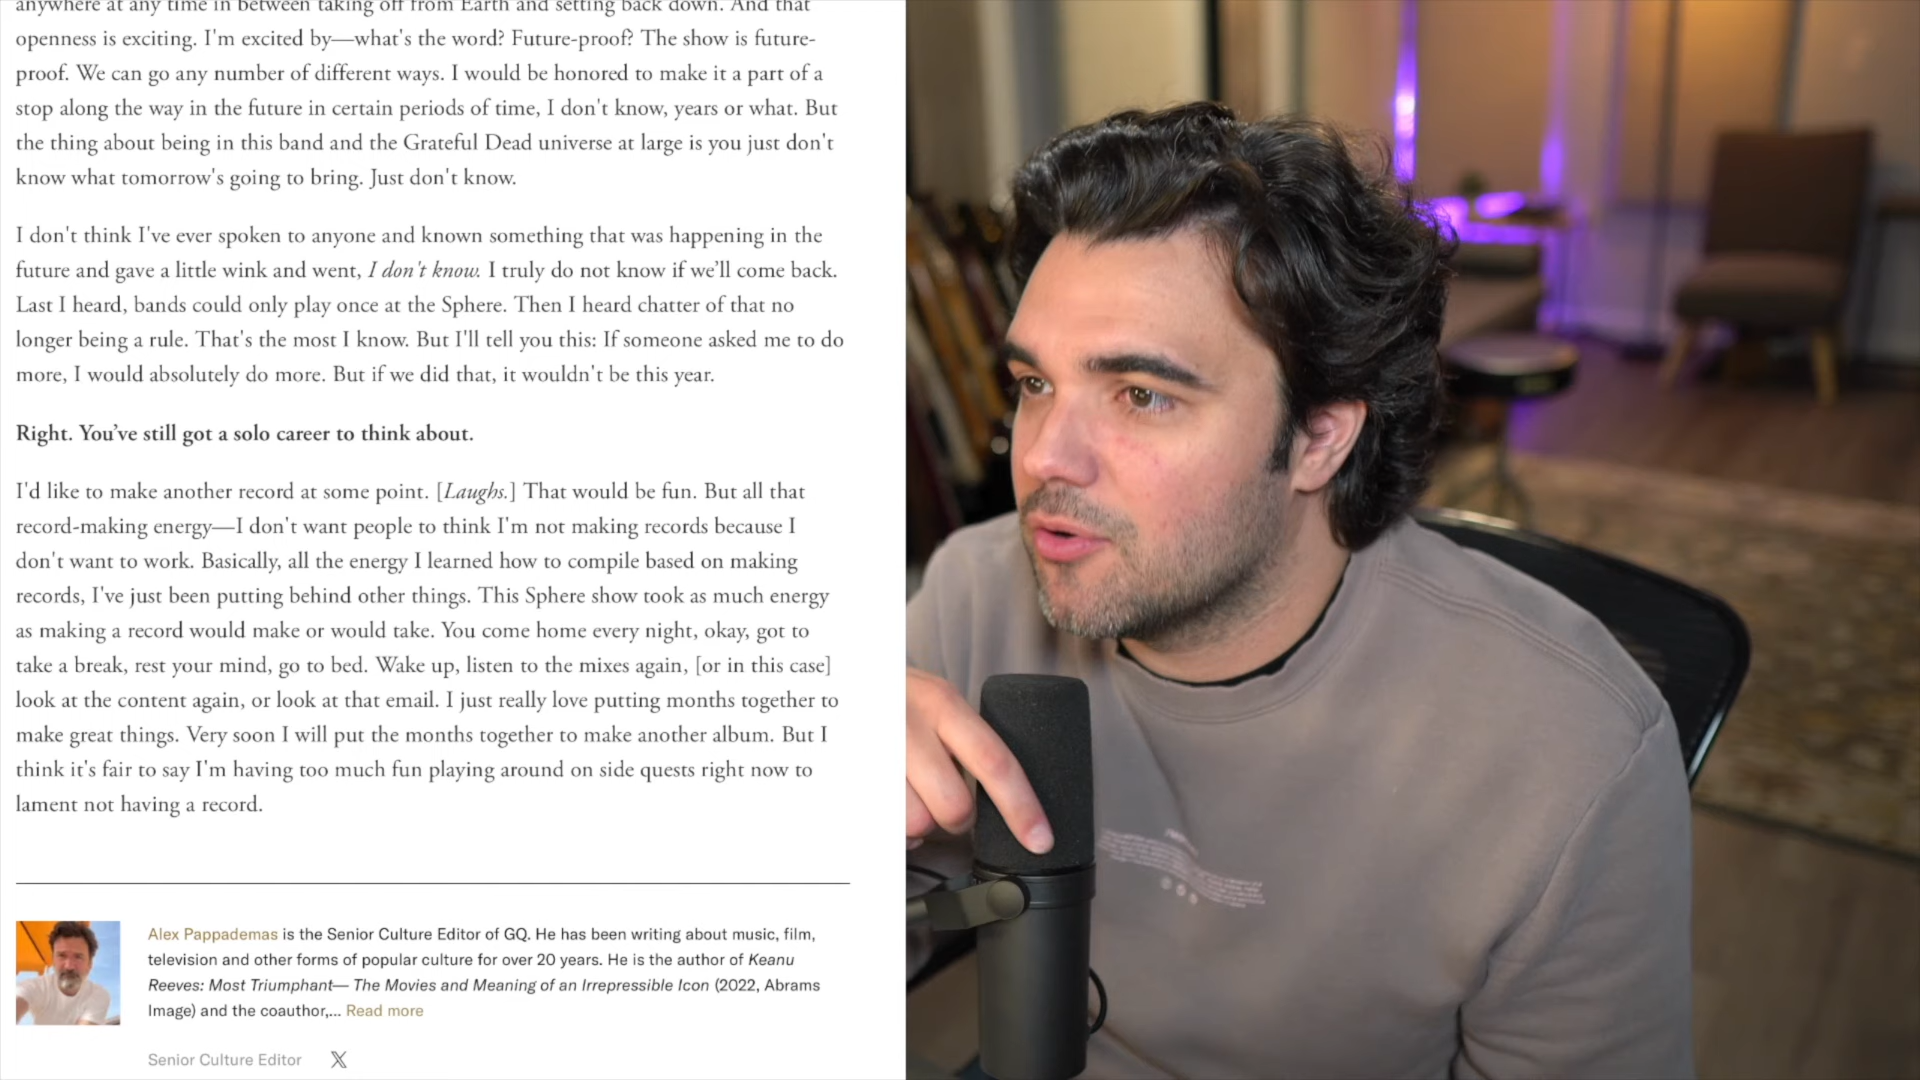 anywhere at any time in between taking off from Earth and setting back down. And that
openness is exciting. I'm excited by—what's the word? Future-proof? The show is future-
proof. We can go any number of different ways. I would be honored to make it a part of a
stop along the way in the future in certain periods of time, I don't know, years or what. But
the thing about being in this band and the Grateful Dead universe at large is you just don't
know what tomorrow's going to bring. Just don't know.
I don't think I've ever spoken to anyone and known something that was happening in the
future and gave a little wink and went, I don't know. I truly do not know if we’ll come back.
Last I heard, bands could only play once at the Sphere. Then I heard chatter of that no
longer being a rule. That's the most I know. But I'll tell you this: If someone asked me to do
more, I would absolutely do more. But if we did that, it wouldn't be this year.
Right. You’ve still got a solo career to think about.
I'd like to make another record at some point. [Laughs.] That would be fun. But all that
record-making energy—I don't want people to think I'm not making records because I
don't want to work. Basically, all the energy I learned how to compile based on making
records, I've just been putting behind other things. This Sphere show took as much energy
as making a record would make or would take. You come home every night, okay, got to
take a break, rest your mind, go to bed. Wake up, listen to the mixes again, [or in this case]
look at the content again, or look at that email. I just really love putting months together to
make great things. Very soon I will put the months together to make another album. But I
think it's fair to say I'm having too much fun playing around on side quests right now to
lament not having a record.
Alex Pappademas is the Senior Culture Editor of GQ. He has been writing about music, film,
television and other forms of popular culture for over 20 years. He is the author of Keanu
Reeves: Most Triumphant— The Movies and Meaning of an Irrepressible Icon (2022, Abrams
Image) and the coauthor,... Read more
Senior Culture Editor